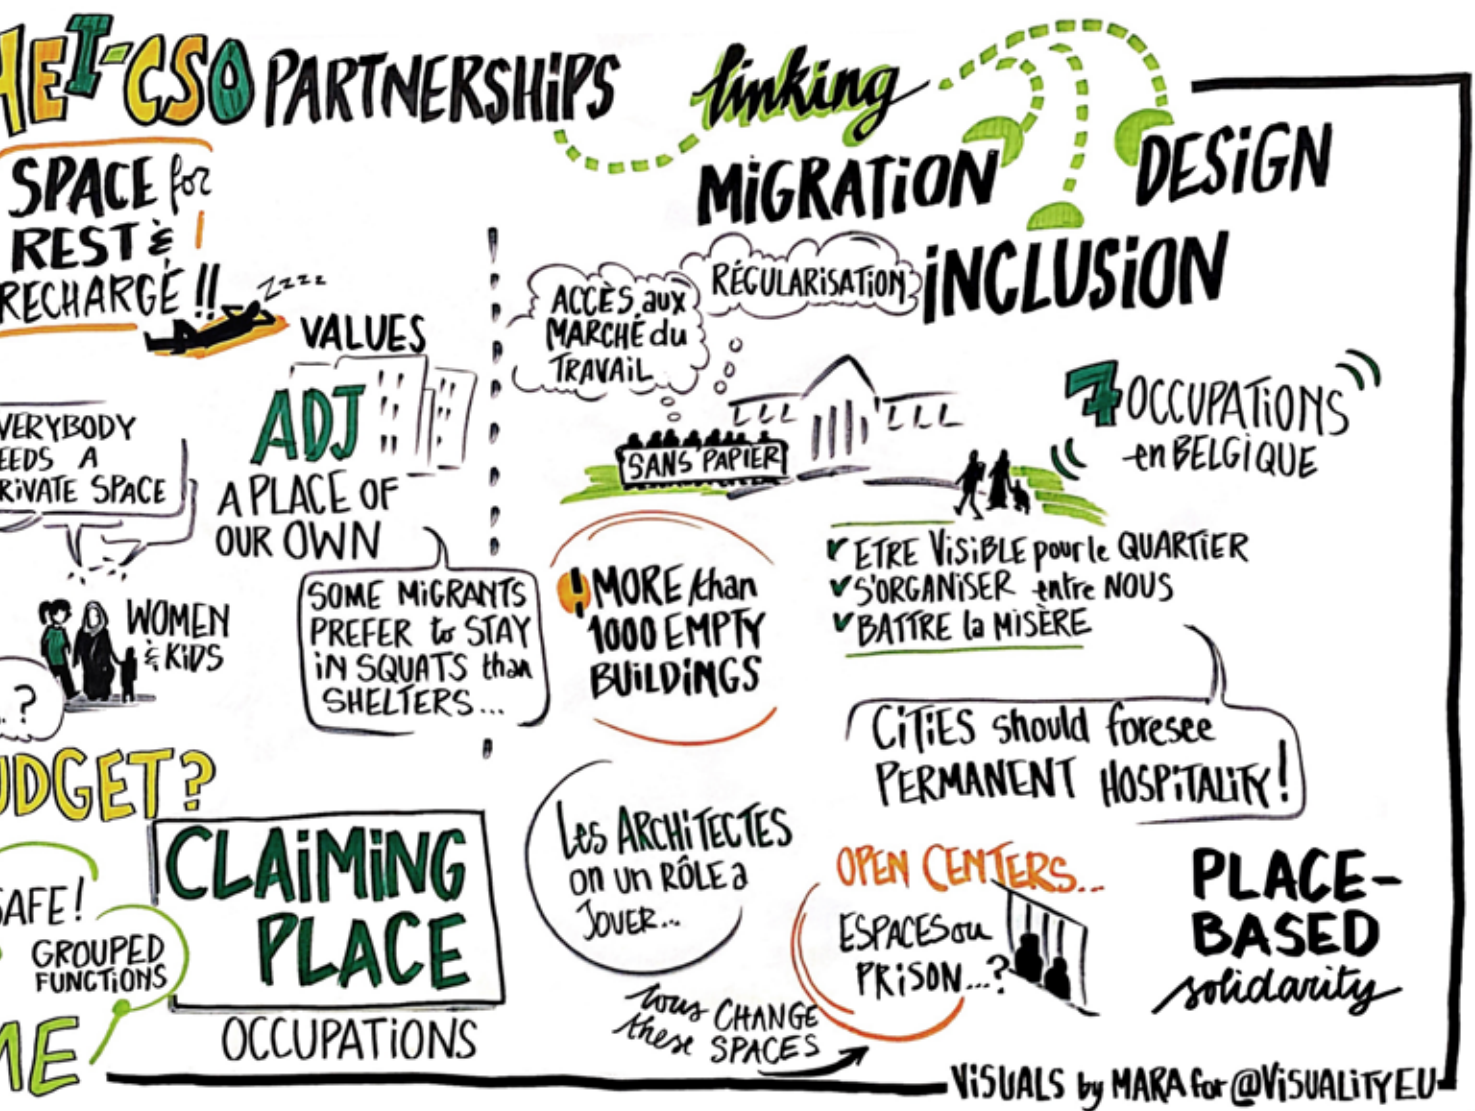 HEI-CSO PARTNERSHiPS linking
MiGRATiON DESiGN
iNCLUSiON
SPACE for
REST &
RECHARGE !!
zzzz
VALUES
ADJ
A PLACE OF
OUR OWN
EVERYBODY
NEEDS A
PRiVATE SPACE
WOMEN
& KiDS
SOME MiGRANTS
PREFER to STAY
iN SQUATS than
SHELTERS...
...?
BUDGET?
SAFE!
GROUPED
FUNCTiONS
ME
CLAiMiNG
PLACE
OCCUPATiONS
ACCÈS aux
MARCHÉ du
TRAVAiL
RÉGULARiSATiON
SANS PAPiER
7 OCCUPATiONS
en BELGiQUE
! MORE than
1000 EMPTY
BUiLDiNGS
ETRE ViSiBLE pour le QUARTiER
S'ORGANiSER entre NOUS
BATTRE la MiSÈRE
CiTiES should foresee
PERMANENT HOSPiTALiTY!
Les ARCHiTECTES
on un RÔLE a
JOUER...
OPEN CENTERS...
ESPACES ou
PRiSON...?
CHANGE
these SPACES
PLACE-
BASED
solidarity
ViSUALS by MARA for @ViSUALiTYEU